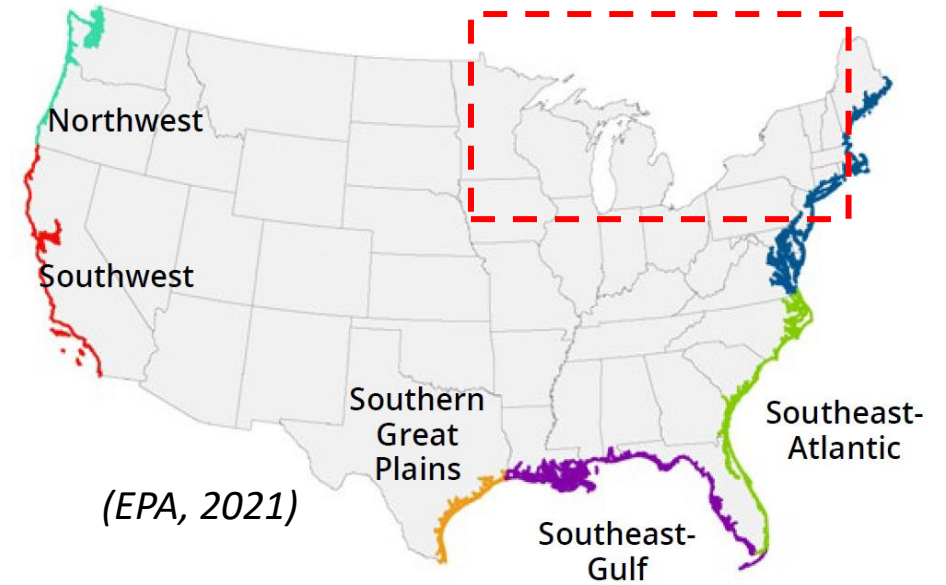 Northwest
Southwest
Southern
Great
Plains
Southeast-
Atlantic
(EPA, 2021)
Southeast-
Gulf